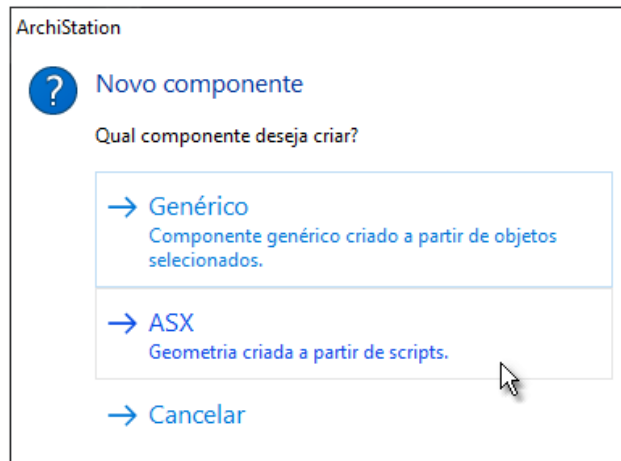 ArchiStation
Novo componente
Qual componente deseja criar?
Genérico
Componente genérico criado a partir de objetos
selecionados.
ASX
Geometria criada a partir de scripts.
Cancelar